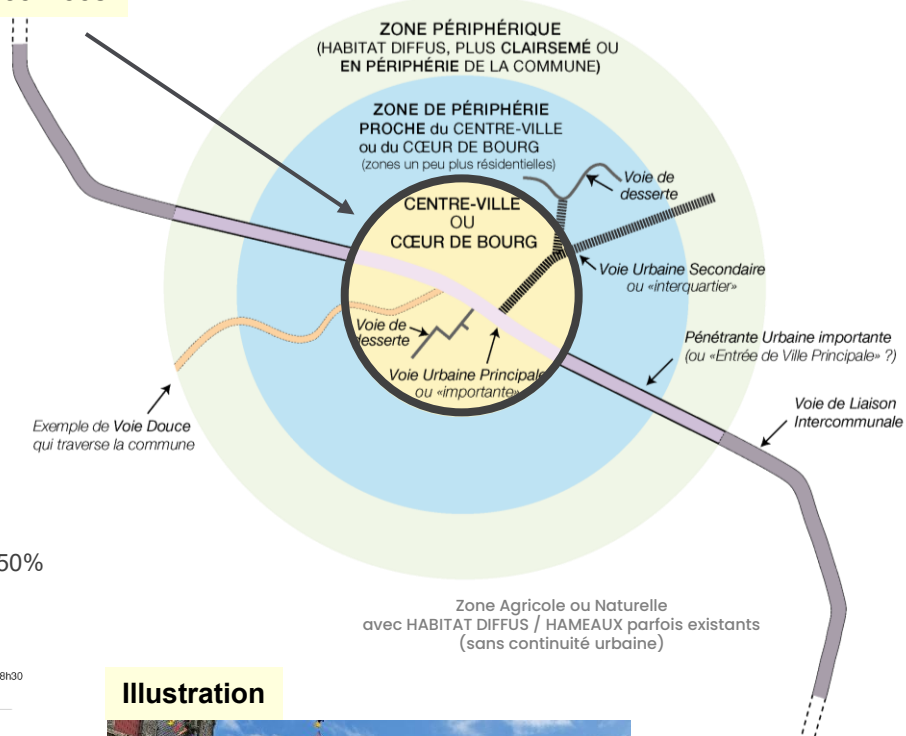 ZONE PÉRIPHÉRIQUE
(HABITAT DIFFUS, PLUS CLAIRSEMÉ OU
EN PÉRIPHÉRIE DE LA COMMUNE)
ZONE DE PÉRIPHÉRIE
PROCHE du CENTRE-VILLE
ou du CŒUR DE BOURG
(zones un peu plus résidentielles)
Voie de
desserte
CENTRE-VILLE
OU
CŒUR DE BOURG
Voie Urbaine Secondaire
ou «interquartier»
Voie de
desserte
Voie Urbaine Principale
ou «importante»
Pénétrante Urbaine importante
(ou «Entrée de Ville Principale» ?)
Voie de Liaison
Intercommunale
Exemple de Voie Douce
qui traverse la commune
50%
Zone Agricole ou Naturelle
avec HABITAT DIFFUS / HAMEAUX parfois existants
(sans continuité urbaine)
8h30
Illustration